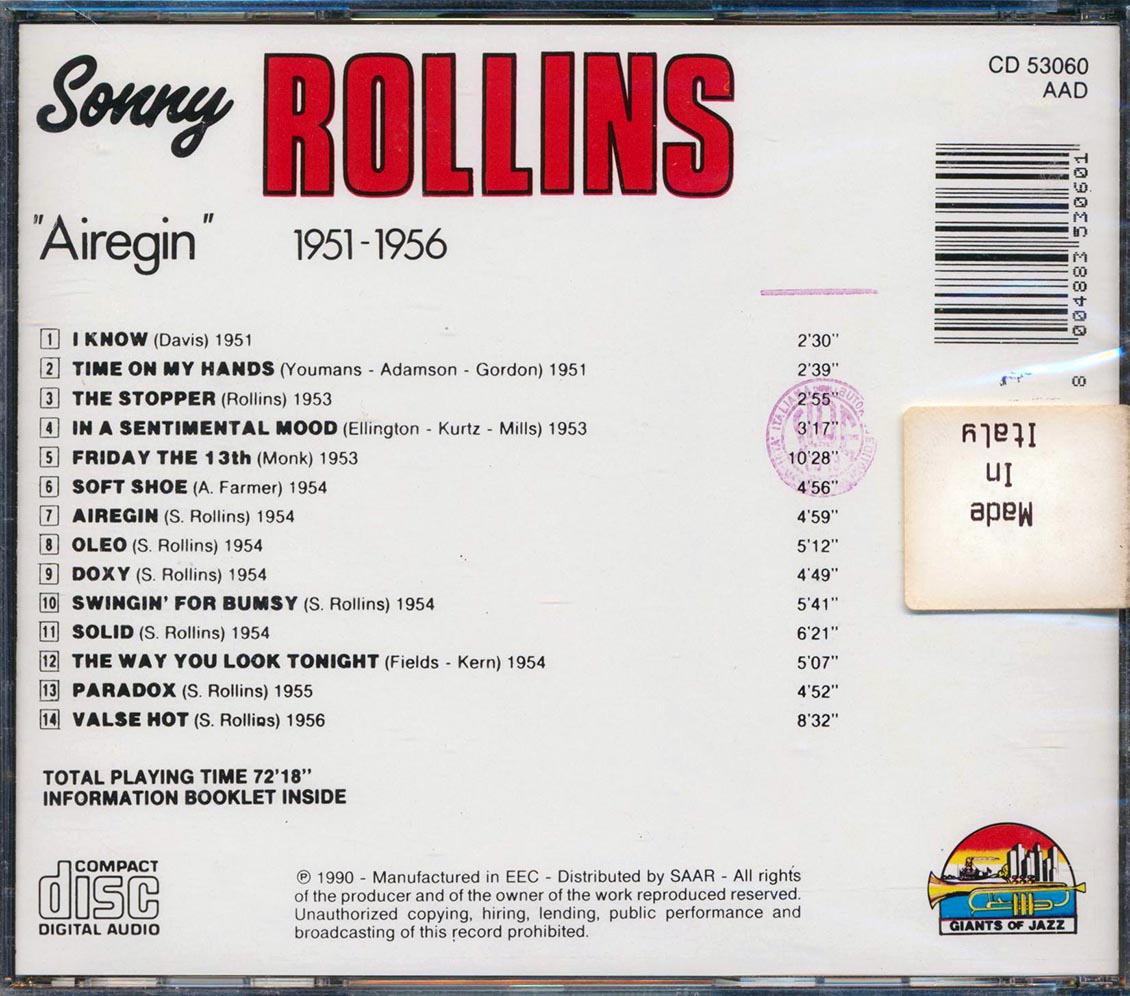 Sonny ROLLINS
CD 53060
AAD
"Airegin" 1951-1956
8 004883 530601
1 I KNOW (Davis) 1951 2'30"
2 TIME ON MY HANDS (Youmans - Adamson - Gordon) 1951 2'39"
3 THE STOPPER (Rollins) 1953 2'55"
4 IN A SENTIMENTAL MOOD (Ellington - Kurtz - Mills) 1953 3'17"
5 FRIDAY THE 13th (Monk) 1953 10'28"
6 SOFT SHOE (A. Farmer) 1954 4'56"
7 AIREGIN (S. Rollins) 1954 4'59"
8 OLEO (S. Rollins) 1954 5'12"
9 DOXY (S. Rollins) 1954 4'49"
10 SWINGIN' FOR BUMSY (S. Rollins) 1954 5'41"
11 SOLID (S. Rollins) 1954 6'21"
12 THE WAY YOU LOOK TONIGHT (Fields - Kern) 1954 5'07"
13 PARADOX (S. Rollins) 1955 4'52"
14 VALSE HOT (S. Rollins) 1956 8'32"
ITALIANA
Made
In
Italy
TOTAL PLAYING TIME 72'18"
INFORMATION BOOKLET INSIDE
COMPACT
disc
DIGITAL AUDIO
℗ 1990 - Manufactured in EEC - Distributed by SAAR - All rights
of the producer and of the owner of the work reproduced reserved.
Unauthorized copying, hiring, lending, public performance and
broadcasting of this record prohibited.
GIANTS OF JAZZ